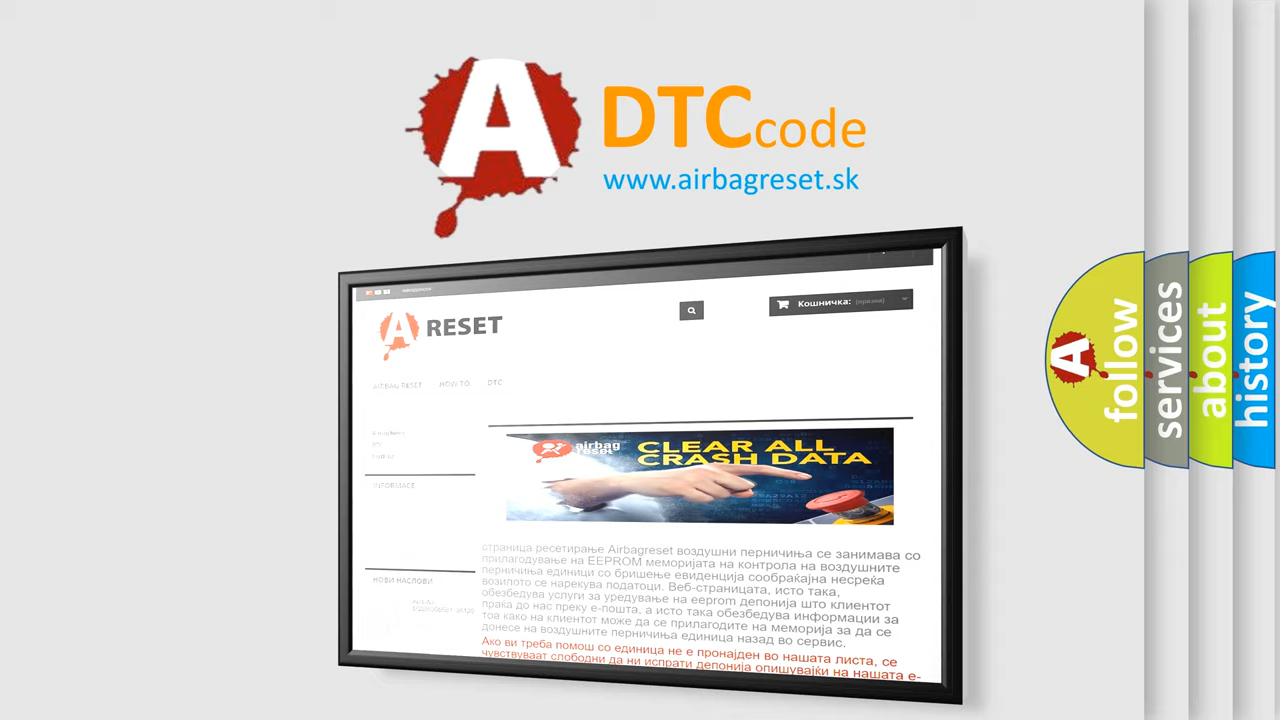 A
DTC code
www.airbagreset.sk
Кошничка: (празна)
A RESET
AIRBAG RESET HOW TO DTC
INFORMACE
НОВИ НАСЛОВИ
airbag
reset
CLEAR ALL
CRASH DATA
страница ресетирање Airbagreset воздушни перничиња се занимава со
прилагодување на EEPROM меморијата на контрола на воздушните
перничиња единици со бришење евиденција сообраќајна несреќа
возилото се нарекува податоци. Веб-страницата, исто така,
обезбедува услуги за уредување на eeprom депонија што клиентот
праќа до нас преку е-пошта, а исто така обезбедува информации за
тоа како на клиентот може да се прилагодите на меморија за да се
донесе на воздушните перничиња единица назад во сервис.
Ако ви треба помош со единица не е пронајден во нашата листа, се
чувствуваат слободни да ни испрати депонија опишувајќи на нашата е-
A
follow
services
about
history